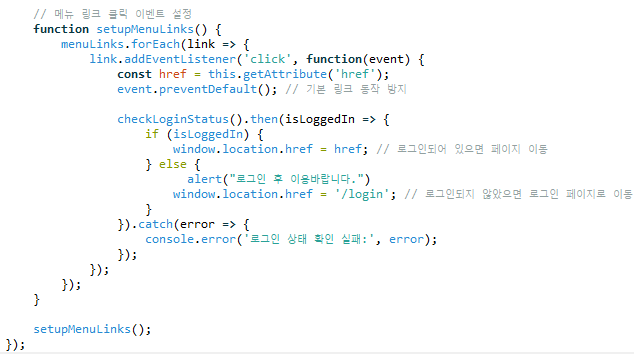 // 메뉴 링크 클릭 이벤트 설정
function setupMenuLinks() {
menuLinks.forEach(link => {
link.addEventListener('click', function(event) {
const href = this.getAttribute('href');
event.preventDefault(); // 기본 링크 동작 방지
checkLoginStatus().then(isLoggedIn => {
if (isLoggedIn) {
window.location.href = href; // 로그인되어 있으면 페이지 이동
} else {
alert("로그인 후 이용바랍니다.")
window.location.href = '/login'; // 로그인되지 않았으면 로그인 페이지로 이동
}
}).catch(error => {
console.error('로그인 상태 확인 실패:', error);
});
});
});
}
setupMenuLinks();
});